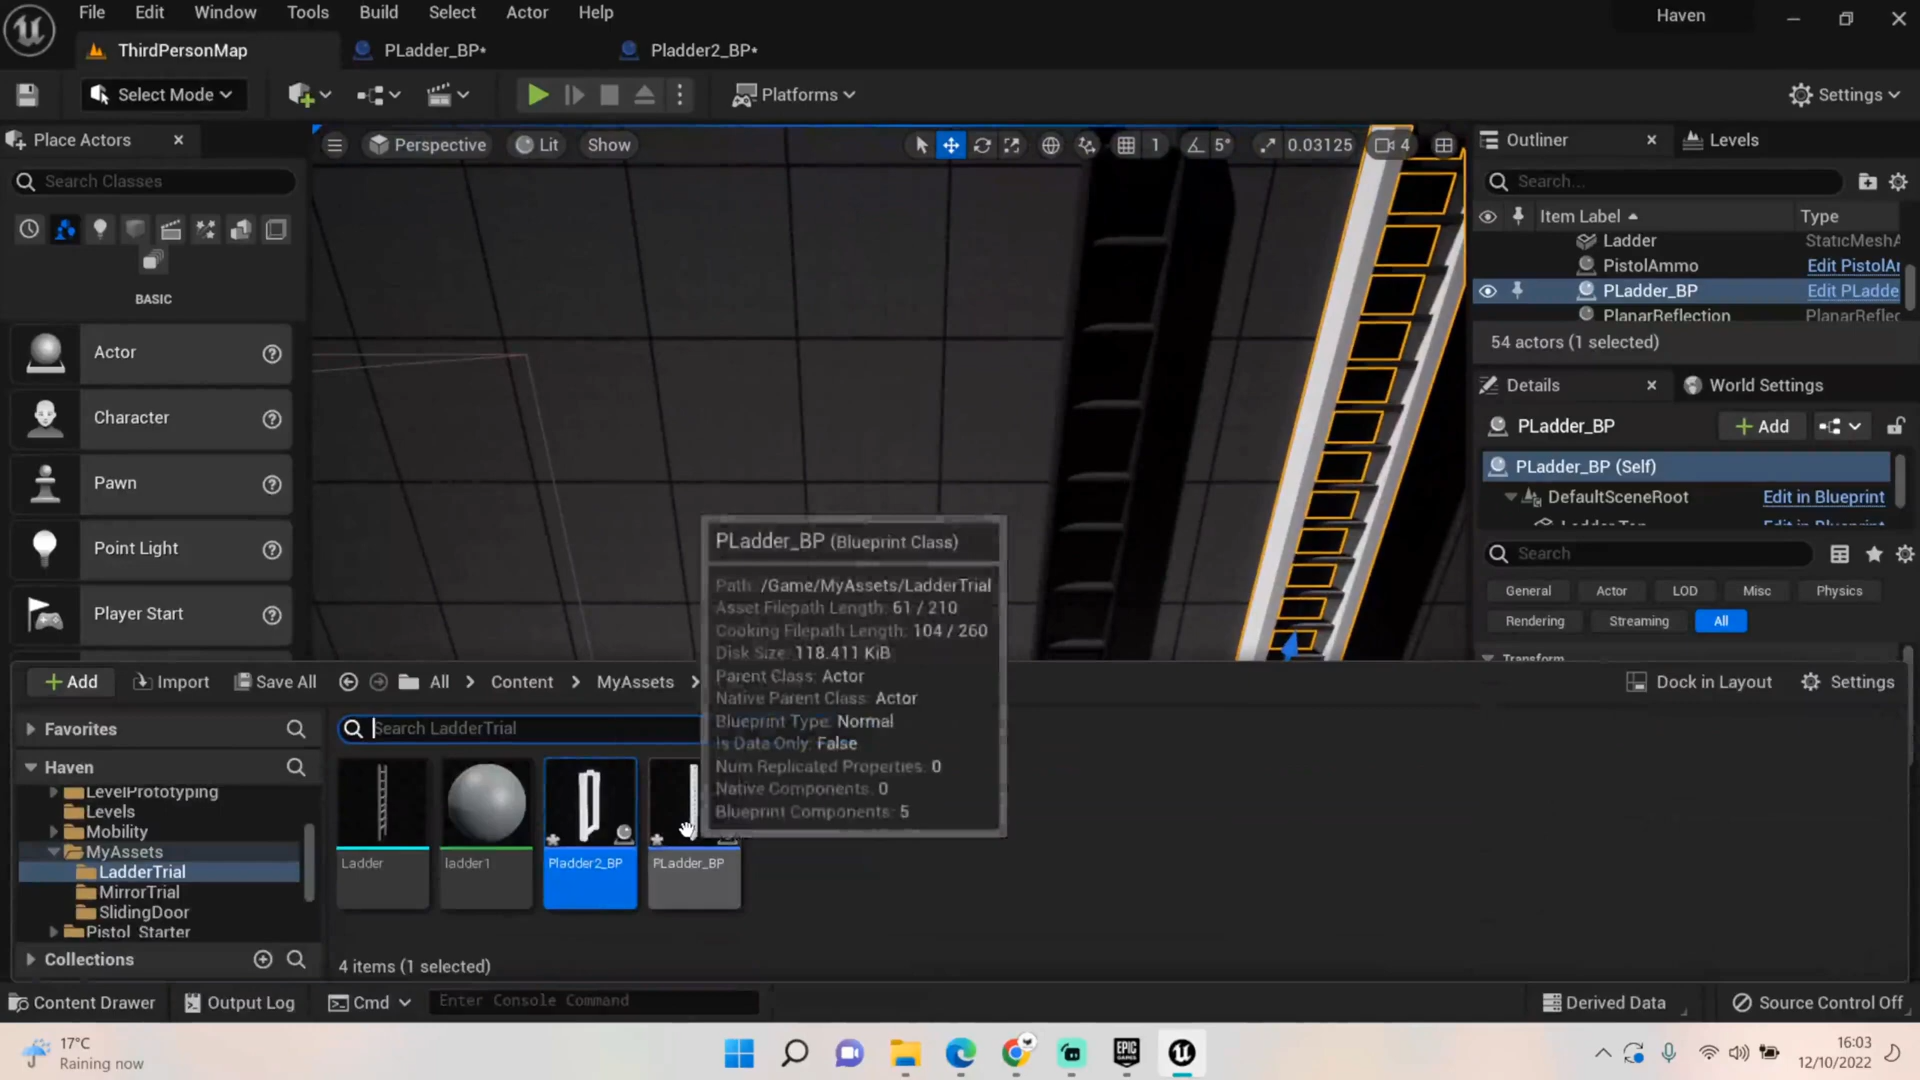 File Edit Window Tools Build Select Actor Help
Haven
ThirdPersonMap
PLadder_BP*
Pladder2_BP*
Select Mode
Platforms
Settings
Place Actors
Search Classes
BASIC
Actor
Character
Pawn
Point Light
Player Start
Perspective
Lit
Show
1
5°
0.03125
4
Outliner
Levels
Search...
Item Label
Type
Ladder
StaticMeshA
PistolAmmo
Edit PistolAr
PLadder_BP
Edit PLadde
PlanarReflection
PlanarReflec
54 actors (1 selected)
Details
World Settings
PLadder_BP
Add
PLadder_BP (Self)
DefaultSceneRoot
Edit in Blueprint
Ladder Top
Edit in Blueprint
Search
General
Actor
LOD
Misc
Physics
Rendering
Streaming
All
Transform
PLadder_BP (Blueprint Class)
Path: /Game/MyAssets/LadderTrial
Asset Filepath Length: 61 / 210
Cooking Filepath Length: 104 / 260
Disk Size: 118.411 KiB
Parent Class: Actor
Native Parent Class: Actor
Blueprint Type: Normal
Is Data Only: False
Num Replicated Properties: 0
Native Components: 0
Blueprint Components: 5
Add
Import
Save All
All
Content
MyAssets
Dock in Layout
Settings
Favorites
Haven
LevelPrototyping
Levels
Mobility
MyAssets
LadderTrial
MirrorTrial
SlidingDoor
Pistol_Starter
Collections
Search LadderTrial
Ladder
ladder1
Pladder2_BP
PLadder_BP
4 items (1 selected)
Content Drawer
Output Log
Cmd
Enter Console Command
Derived Data
Source Control Off
17°C
Raining now
EPIC
GAMES
16:03
12/10/2022